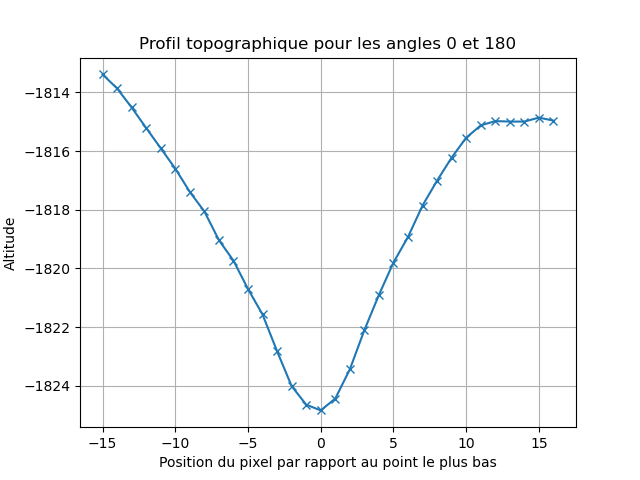 Profil topographique pour les angles 0 et 180
Altitude
−1814
−1816
−1818
−1820
−1822
−1824
−15 −10 −5 0 5 10 15
Position du pixel par rapport au point le plus bas